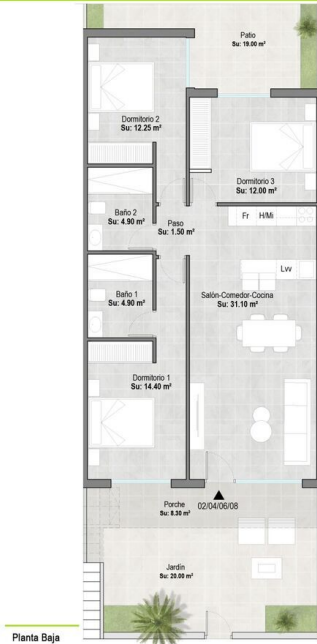 Patio
Su: 19.00 m²
Dormitorio 2
Su: 12.25 m²
Dormitorio 3
Su: 12.00 m²
Baño 2
Su: 4.90 m²
Paso
Su: 1.50 m²
Fr H/Mi
Lvv
Baño 1
Su: 4.90 m²
Salón-Comedor-Cocina
Su: 31.10 m²
Dormitorio 1
Su: 14.40 m²
Porche
Su: 8.30 m²
02/04/06/08
Jardín
Su: 20.00 m²
Planta Baja